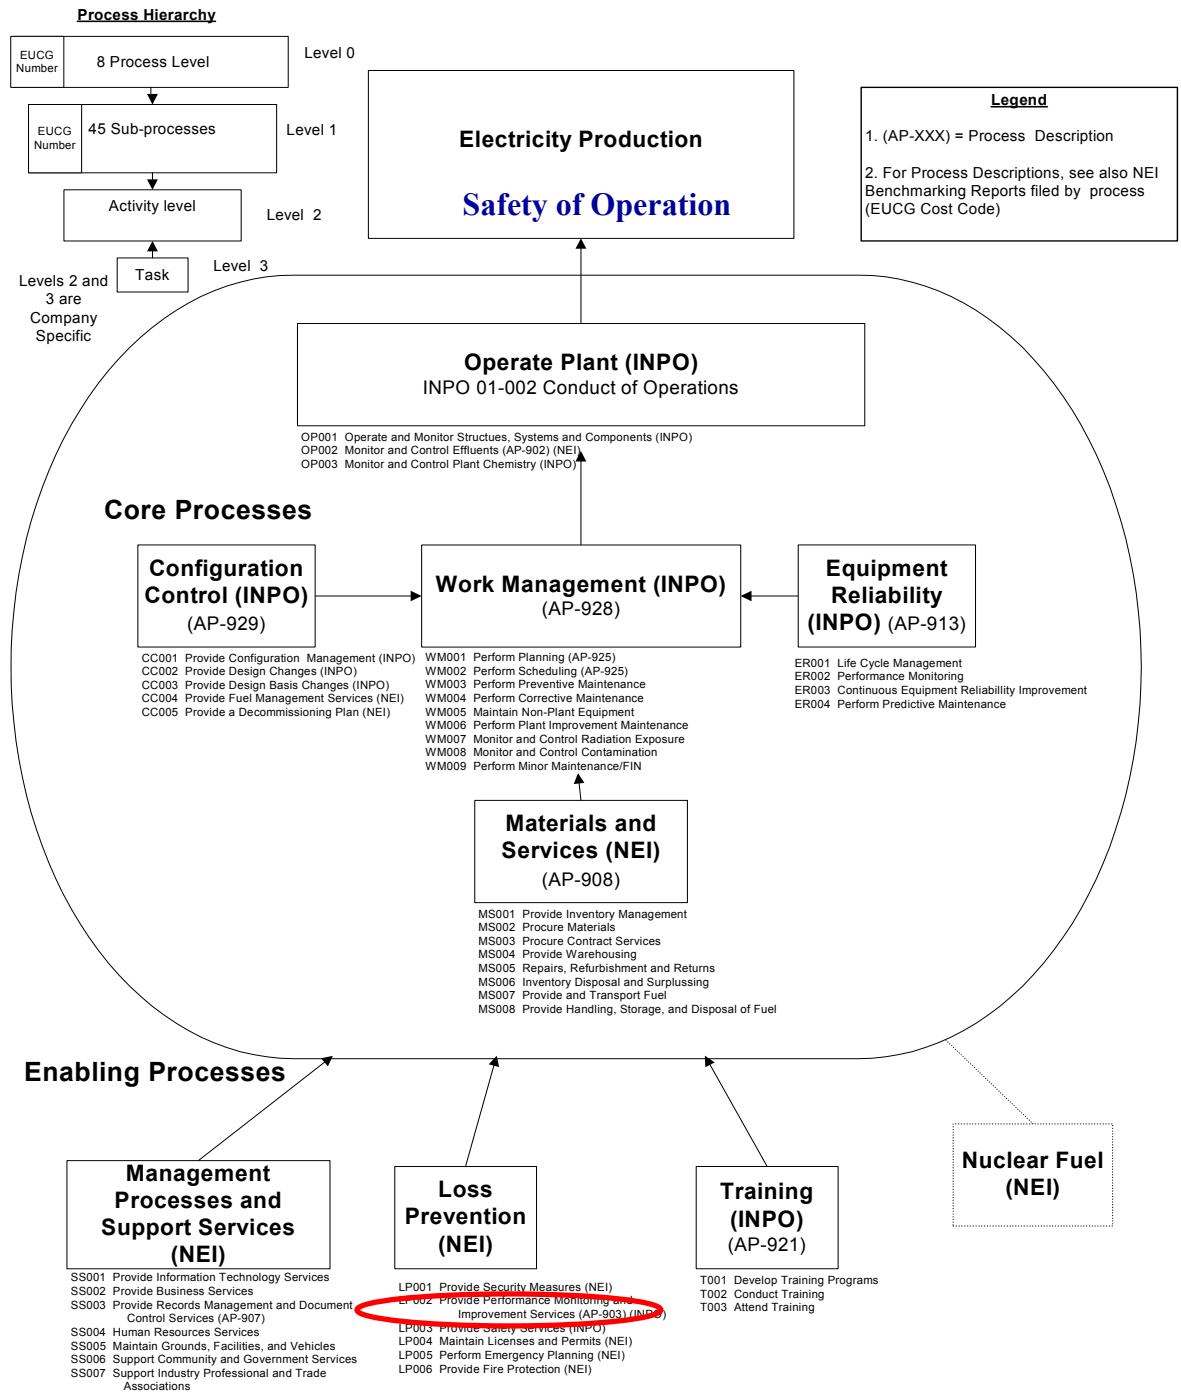 Process Hierarchy
EUCG
Number
8 Process Level
Level 0
EUCG
Number
45 Sub-processes
Level 1
Activity level
Level 2
Task
Level 3
Levels 2 and
3 are
Company
Specific
Electricity Production
Safety of Operation
Legend
1. (AP-XXX) = Process Description
2. For Process Descriptions, see also NEI
Benchmarking Reports filed by process
(EUCG Cost Code)
Operate Plant (INPO)
INPO 01-002 Conduct of Operations
OP001 Operate and Monitor Structues, Systems and Components (INPO)
OP002 Monitor and Control Effluents (AP-902) (NEI)
OP003 Monitor and Control Plant Chemistry (INPO)
Core Processes
Configuration
Control (INPO)
(AP-929)
CC001 Provide Configuration Management (INPO)
CC002 Provide Design Changes (INPO)
CC003 Provide Design Basis Changes (INPO)
CC004 Provide Fuel Management Services (NEI)
CC005 Provide a Decommissioning Plan (NEI)
Work Management (INPO)
(AP-928)
WM001 Perform Planning (AP-925)
WM002 Perform Scheduling (AP-925)
WM003 Perform Preventive Maintenance
WM004 Perform Corrective Maintenance
WM005 Maintain Non-Plant Equipment
WM006 Perform Plant Improvement Maintenance
WM007 Monitor and Control Radiation Exposure
WM008 Monitor and Control Contamination
WM009 Perform Minor Maintenance/FIN
Equipment
Reliability
(INPO) (AP-913)
ER001 Life Cycle Management
ER002 Performance Monitoring
ER003 Continuous Equipment Reliabillity Improvement
ER004 Perform Predictive Maintenance
Materials and
Services (NEI)
(AP-908)
MS001 Provide Inventory Management
MS002 Procure Materials
MS003 Procure Contract Services
MS004 Provide Warehousing
MS005 Repairs, Refurbishment and Returns
MS006 Inventory Disposal and Surplussing
MS007 Provide and Transport Fuel
MS008 Provide Handling, Storage, and Disposal of Fuel
Enabling Processes
Management
Processes and
Support Services
(NEI)
SS001 Provide Information Technology Services
SS002 Provide Business Services
SS003 Provide Records Management and Document
Control Services (AP-907)
SS004 Human Resources Services
SS005 Maintain Grounds, Facilities, and Vehicles
SS006 Support Community and Government Services
SS007 Support Industry Professional and Trade
Associations
Loss
Prevention
(NEI)
LP001 Provide Security Measures (NEI)
LP002 Provide Performance Monitoring and
Improvement Services (AP-903) (INPO)
LP003 Provide Safety Services (INPO)
LP004 Maintain Licenses and Permits (NEI)
LP005 Perform Emergency Planning (NEI)
LP006 Provide Fire Protection (NEI)
Training
(INPO)
(AP-921)
T001 Develop Training Programs
T002 Conduct Training
T003 Attend Training
Nuclear Fuel
(NEI)